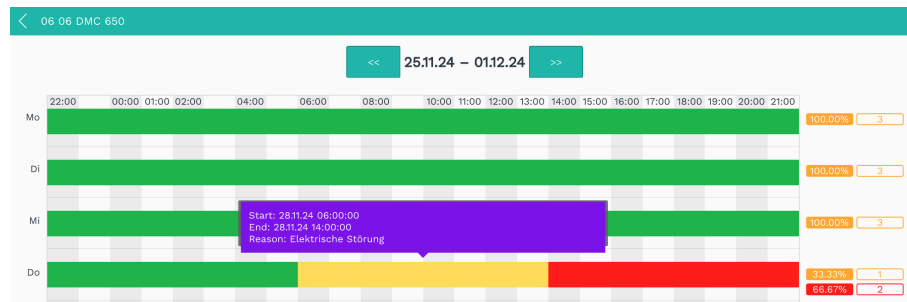 06 06 DMC 650
<< 25.11.24 – 01.12.24 >>
22:00 00:00 01:00 02:00 04:00 06:00 08:00 10:00 11:00 12:00 13:00 14:00 15:00 16:00 17:00 18:00 19:00 20:00 21:00
Mo 100.00% 3
Di 100.00% 3
Mi 100.00% 3
Start: 28.11.24 06:00:00
End: 28.11.24 14:00:00
Reason: Elektrische Störung
Do 33.33% 1
66.67% 2